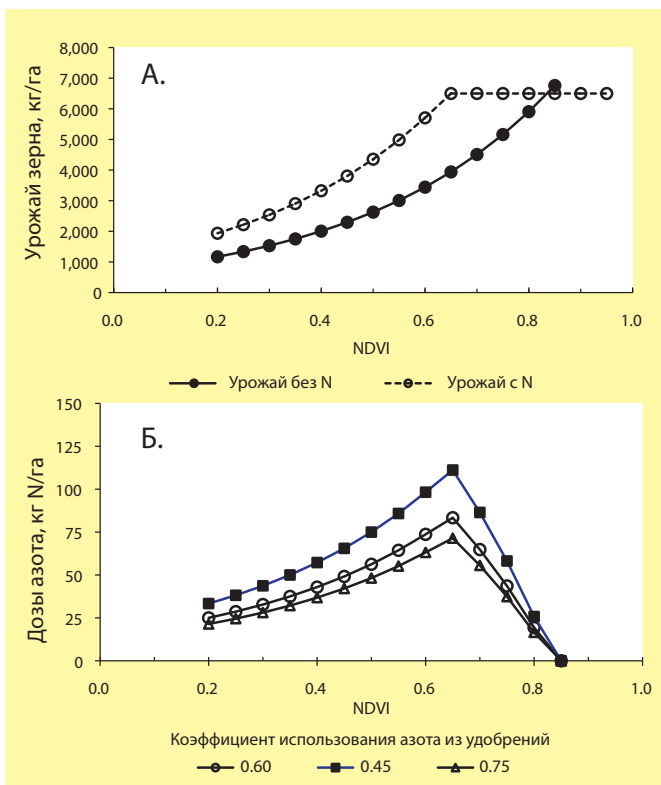 А.
Урожай зерна, кг/га
8,000
7,000
6,000
5,000
4,000
3,000
2,000
1,000
0
0.0 0.2 0.4 0.6 0.8 1.0
NDVI
Урожай без N Урожай с N
Б.
Дозы азота, кг N/га
150
125
100
75
50
25
0
0.0 0.2 0.4 0.6 0.8 1.0
NDVI
Коэффициент использования азота из удобрений
0.60 0.45 0.75